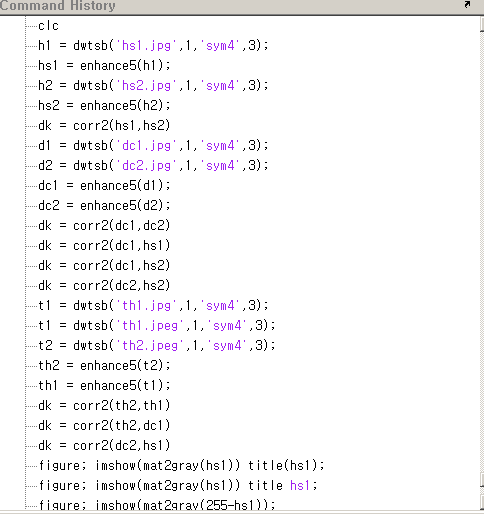 Command History
clc
h1 = dwtsb('hs1.jpg',1,'sym4',3);
hs1 = enhance5(h1);
h2 = dwtsb('hs2.jpg',1,'sym4',3);
hs2 = enhance5(h2);
dk = corr2(hs1,hs2)
d1 = dwtsb('dc1.jpg',1,'sym4',3);
d2 = dwtsb('dc2.jpg',1,'sym4',3);
dc1 = enhance5(d1);
dc2 = enhance5(d2);
dk = corr2(dc1,dc2)
dk = corr2(dc1,hs1)
dk = corr2(dc1,hs2)
dk = corr2(dc2,hs2)
t1 = dwtsb('th1.jpg',1,'sym4',3);
t1 = dwtsb('th1.jpeg',1,'sym4',3);
t2 = dwtsb('th2.jpeg',1,'sym4',3);
th2 = enhance5(t2);
th1 = enhance5(t1);
dk = corr2(th2,th1)
dk = corr2(th2,dc1)
dk = corr2(dc2,hs1)
figure; imshow(mat2gray(hs1)) title(hs1);
figure; imshow(mat2gray(hs1)) title hs1;
figure; imshow(mat2gray(255-hs1));